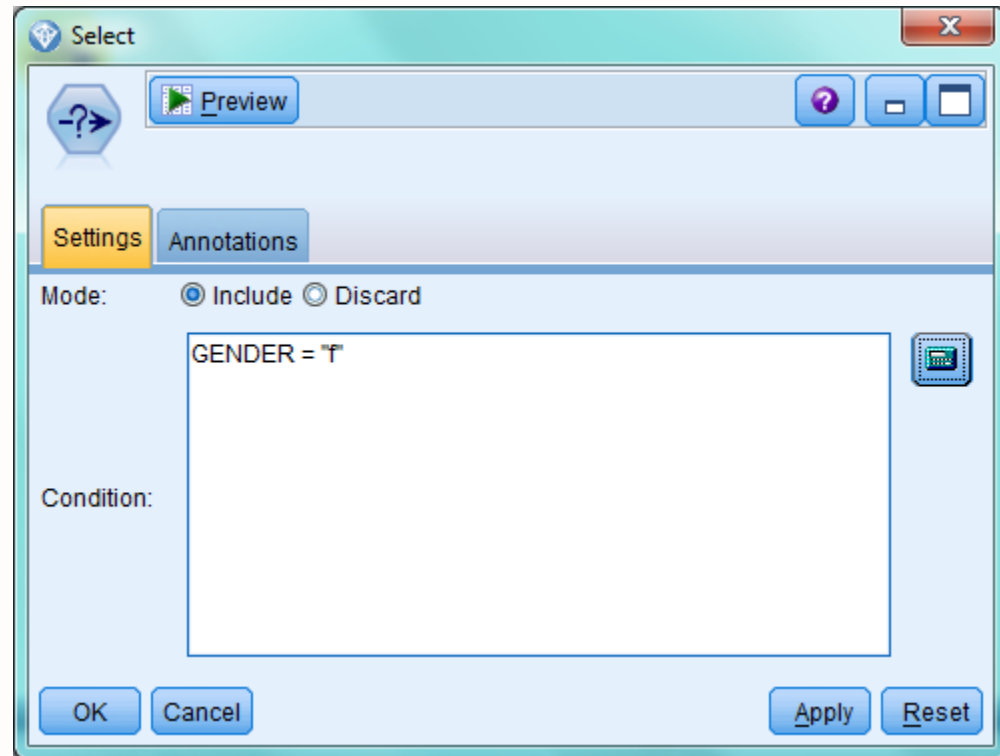 Select
Preview
Settings Annotations
Mode: Include Discard
GENDER = "f"
Condition:
OK Cancel Apply Reset